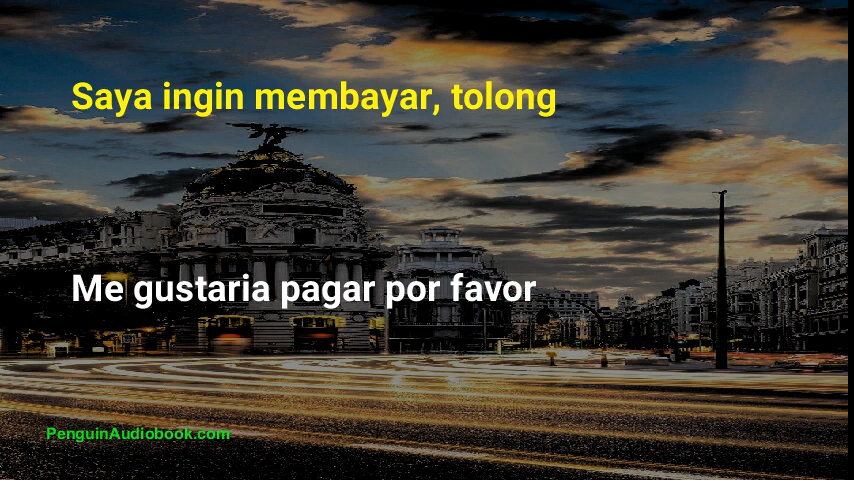 Saya ingin membayar, tolong
Me gustaria pagar por favor
PenguinAudiobook.com